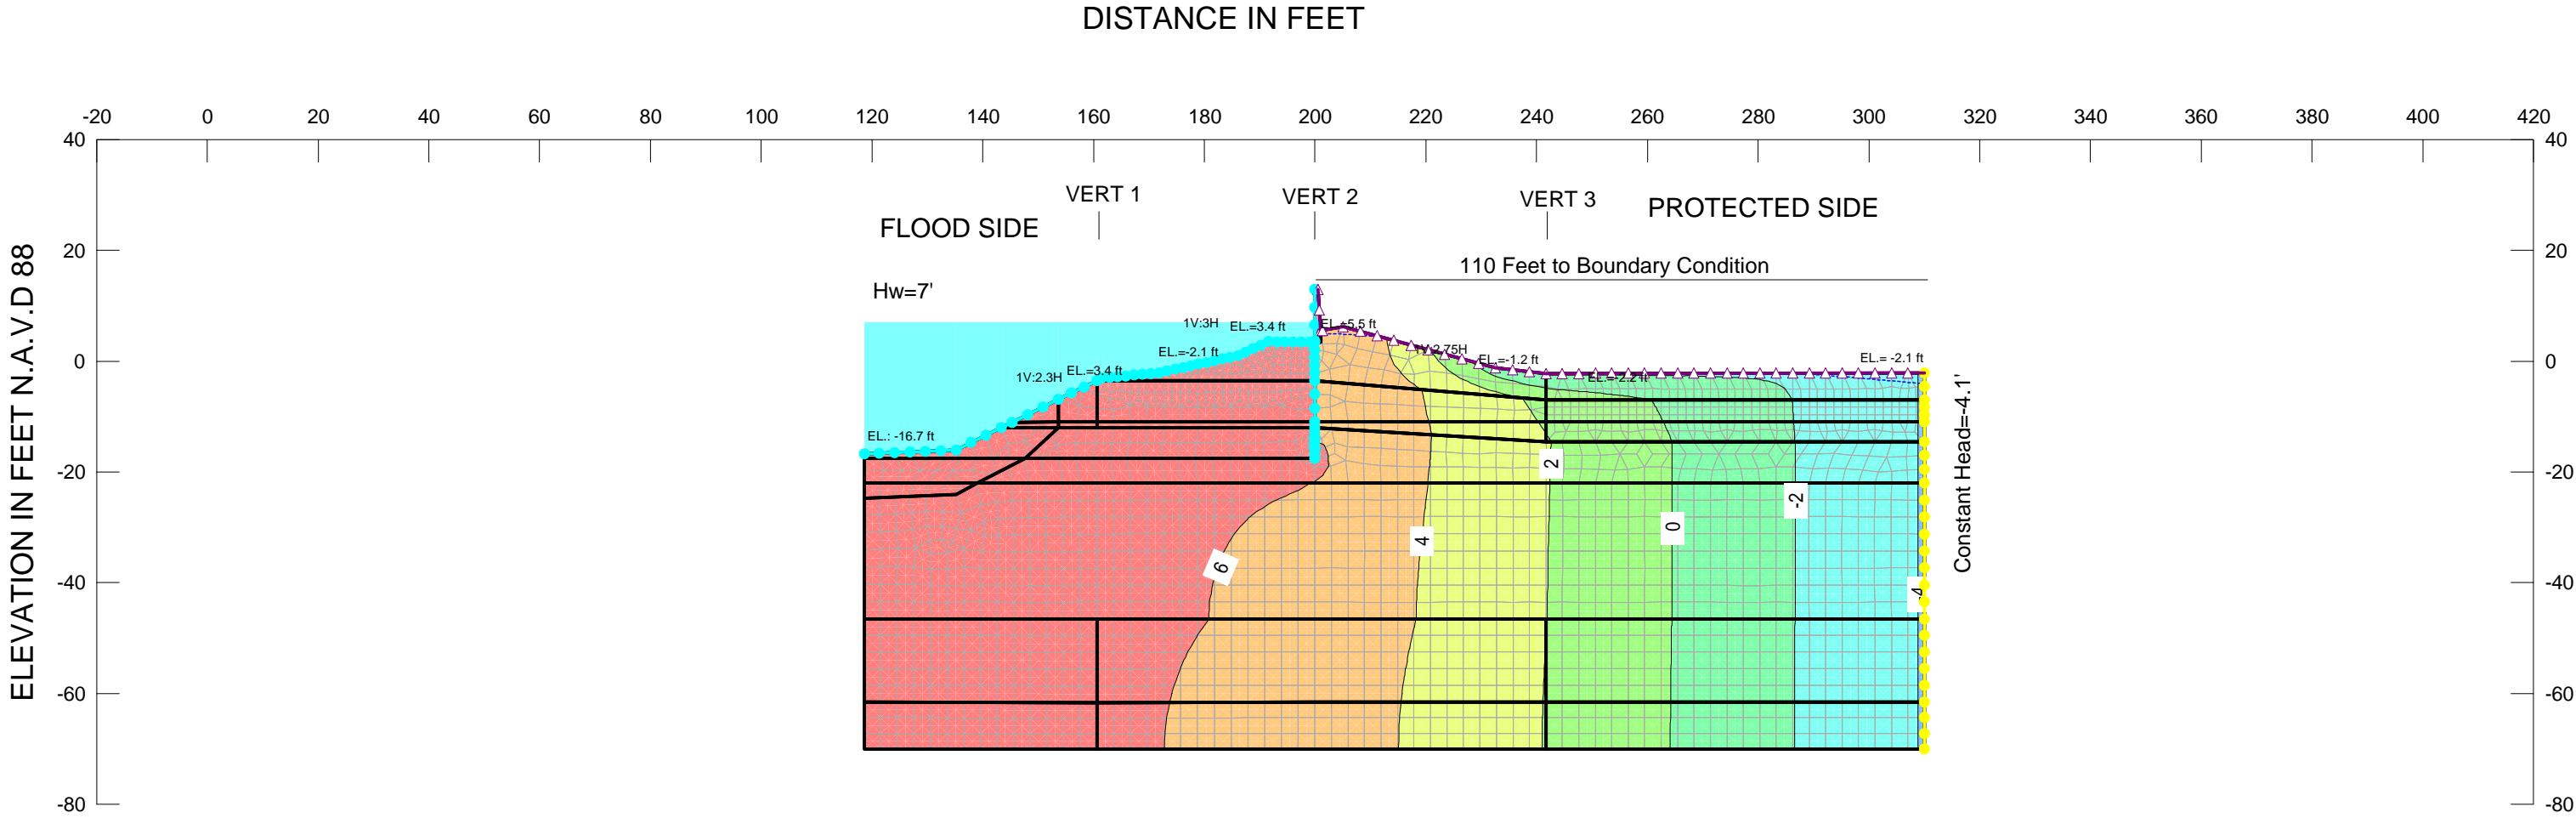 DISTANCE IN FEET
-20 0 20 40 60 80 100 120 140 160 180 200 220 240 260 280 300 320 340 360 380 400 420
40 40
VERT 1 VERT 2 VERT 3 PROTECTED SIDE
FLOOD SIDE
20 20
110 Feet to Boundary Condition
Hw=7'
1V:3H EL.=3.4 ft EL.=5.5 ft
EL.=-2.1 ft 1V:2.75H EL.=-1.2 ft EL.= -2.1 ft
0 0
1V:2.3H EL.=3.4 ft EL.=-2.2 ft
EL.: -16.7 ft
-20 -20
2
-2
0
4
6
-4
Constant Head=-4.1'
-40 -40
-60 -60
-80 -80
ELEVATION IN FEET N.A.V.D 88